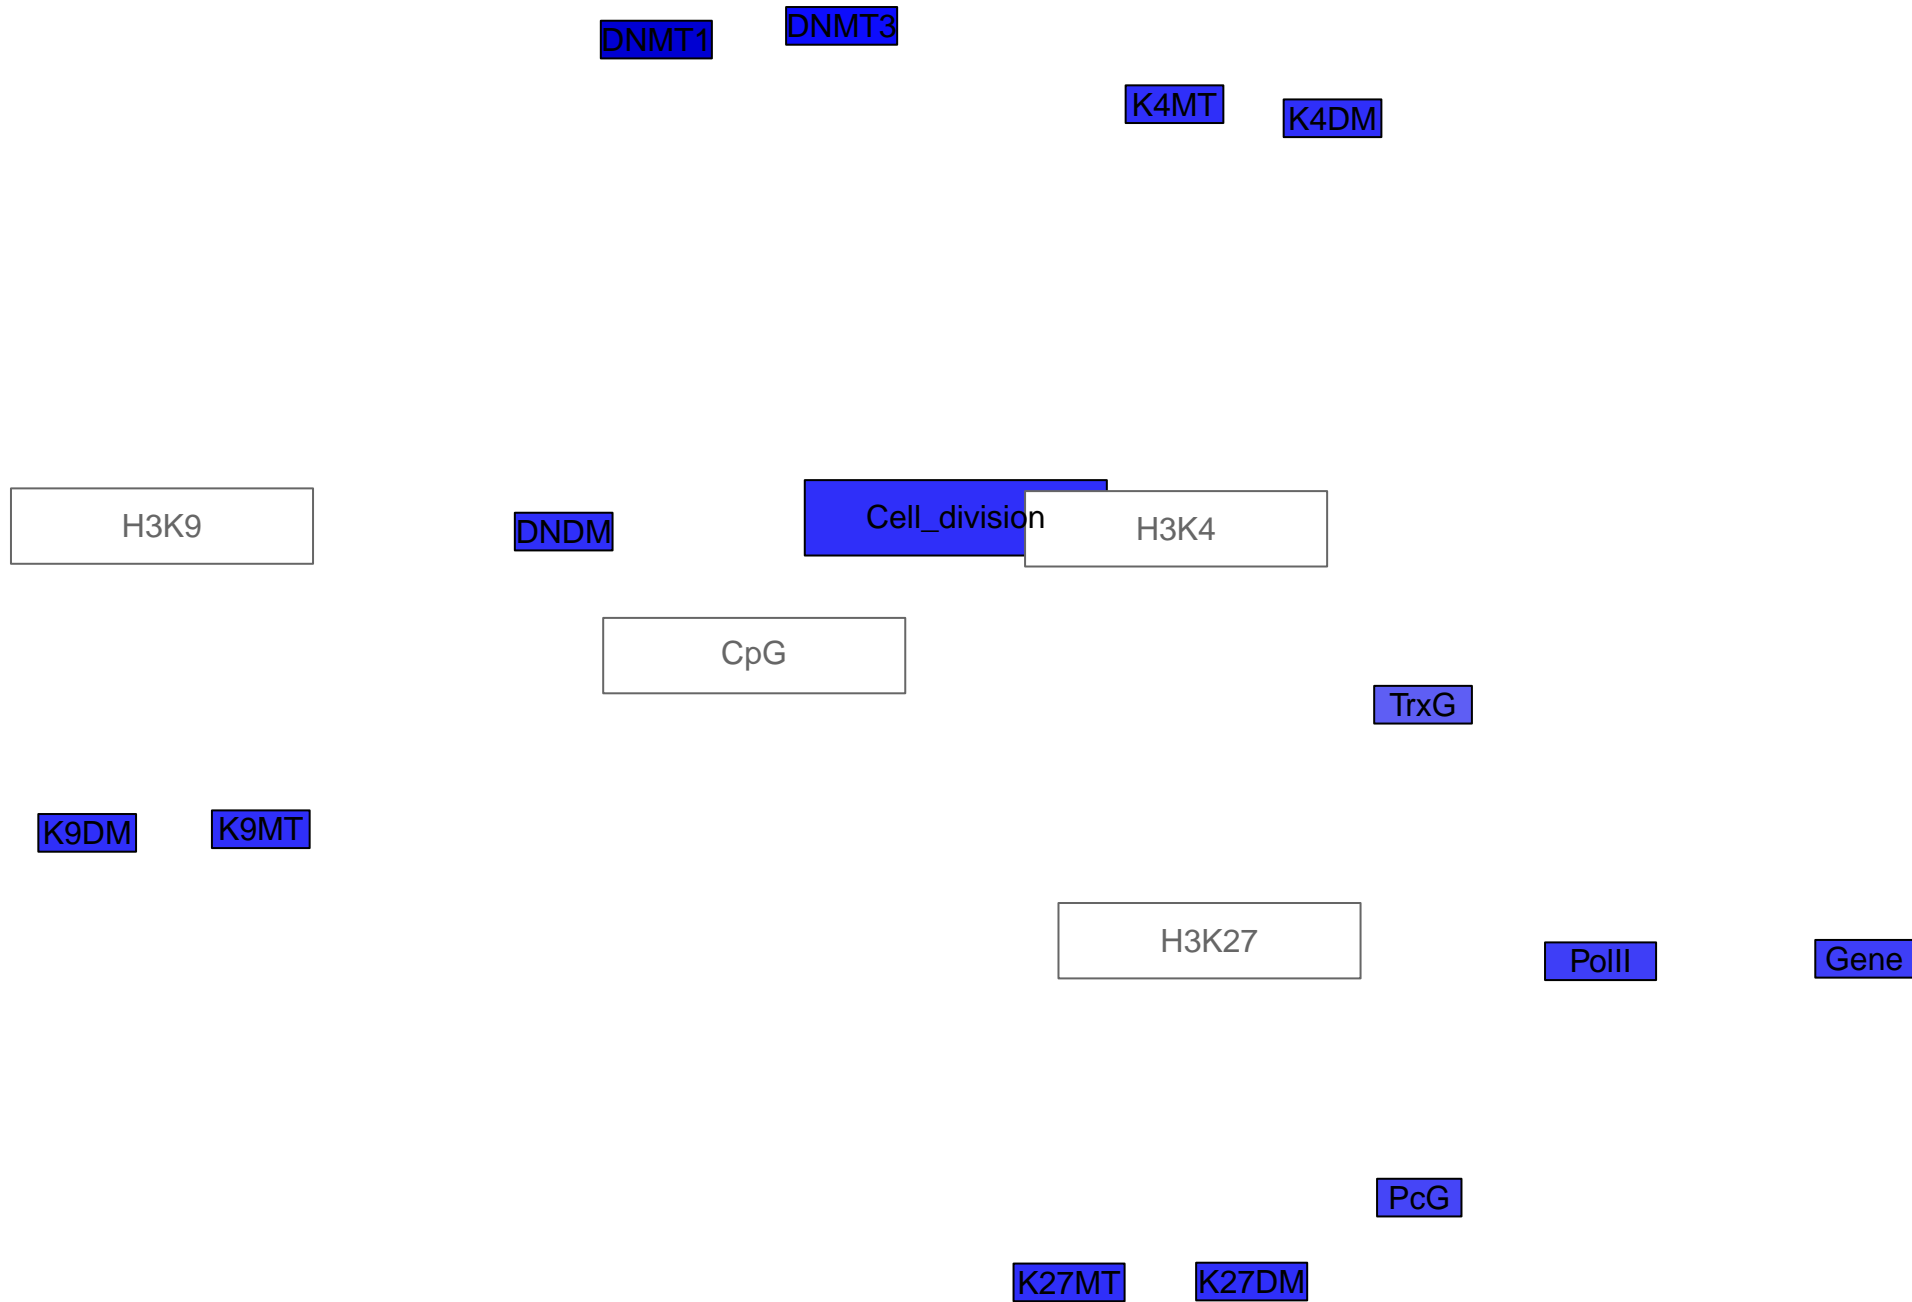 DNMT1
DNMT3
K4MT
K4DM
H3K9
DNDM
Cell_division
H3K4
CpG
TrxG
K9DM
K9MT
H3K27
PolII
Gene
PcG
K27MT
K27DM